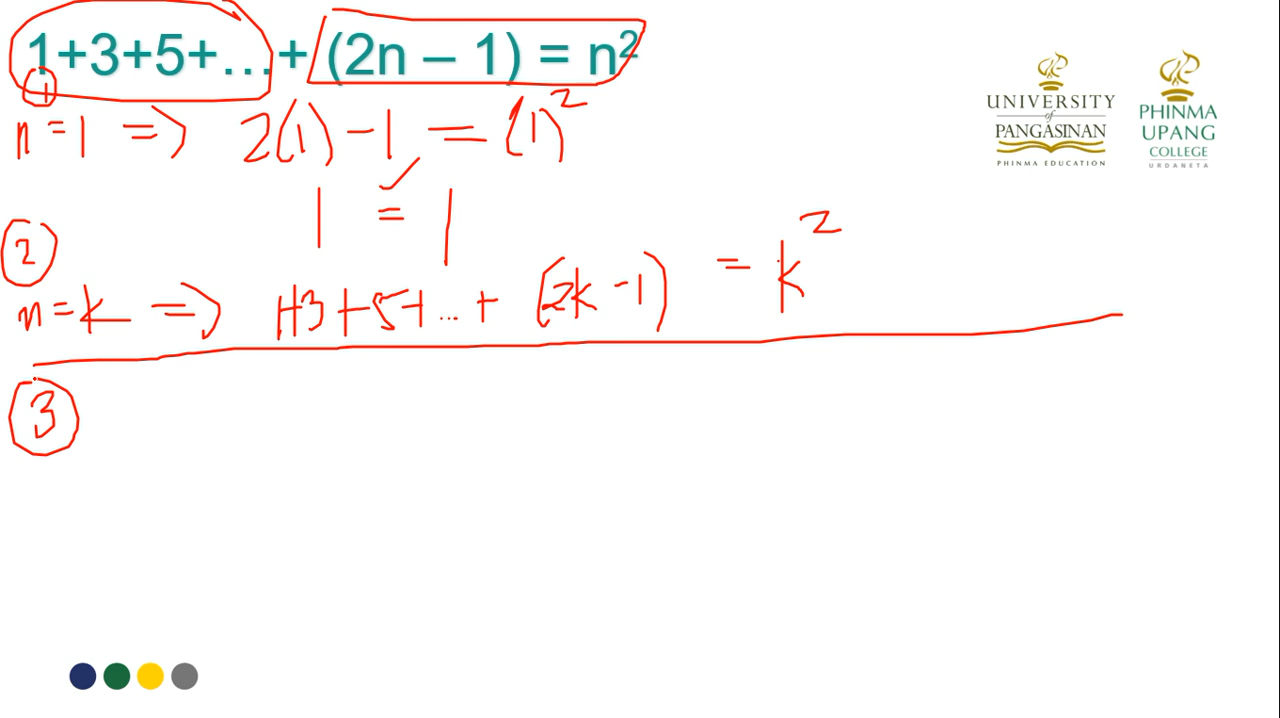 1+3+5+...+ (2n – 1) = n²
1
n = 1 => 2(1) - 1 = (1)²
1 = 1
2
n = k => 1+3+5+...+ (2k -1) = k²
3
UNIVERSITY
of
PANGASINAN
PHINMA EDUCATION
PHINMA
UPANG
COLLEGE
URDANETA